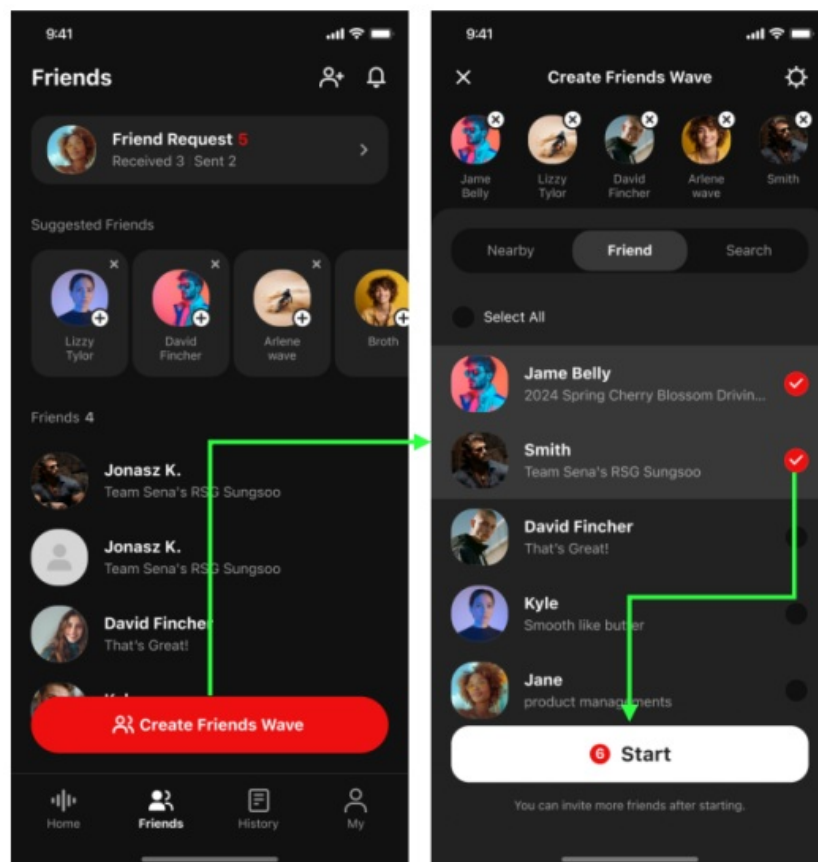 9:41
Friends
Friend Request 5
Received 3 Sent 2
Suggested Friends
Lizzy
Tylor
David
Fincher
Arlene
wave
Broth
Friends 4
Jonasz K.
Team Sena's RSG Sungsoo
Jonasz K.
Team Sena's RSG Sungsoo
David Fincher
That's Great!
Create Friends Wave
Home
Friends
History
My
9:41
Create Friends Wave
Jame
Belly
Lizzy
Tylor
David
Fincher
Arlene
wave
Smith
Nearby
Friend
Search
Select All
Jame Belly
2024 Spring Cherry Blossom Drivin...
Smith
Team Sena's RSG Sungsoo
David Fincher
That's Great!
Kyle
Smooth like butter
Jane
product managements
6 Start
You can invite more friends after starting.